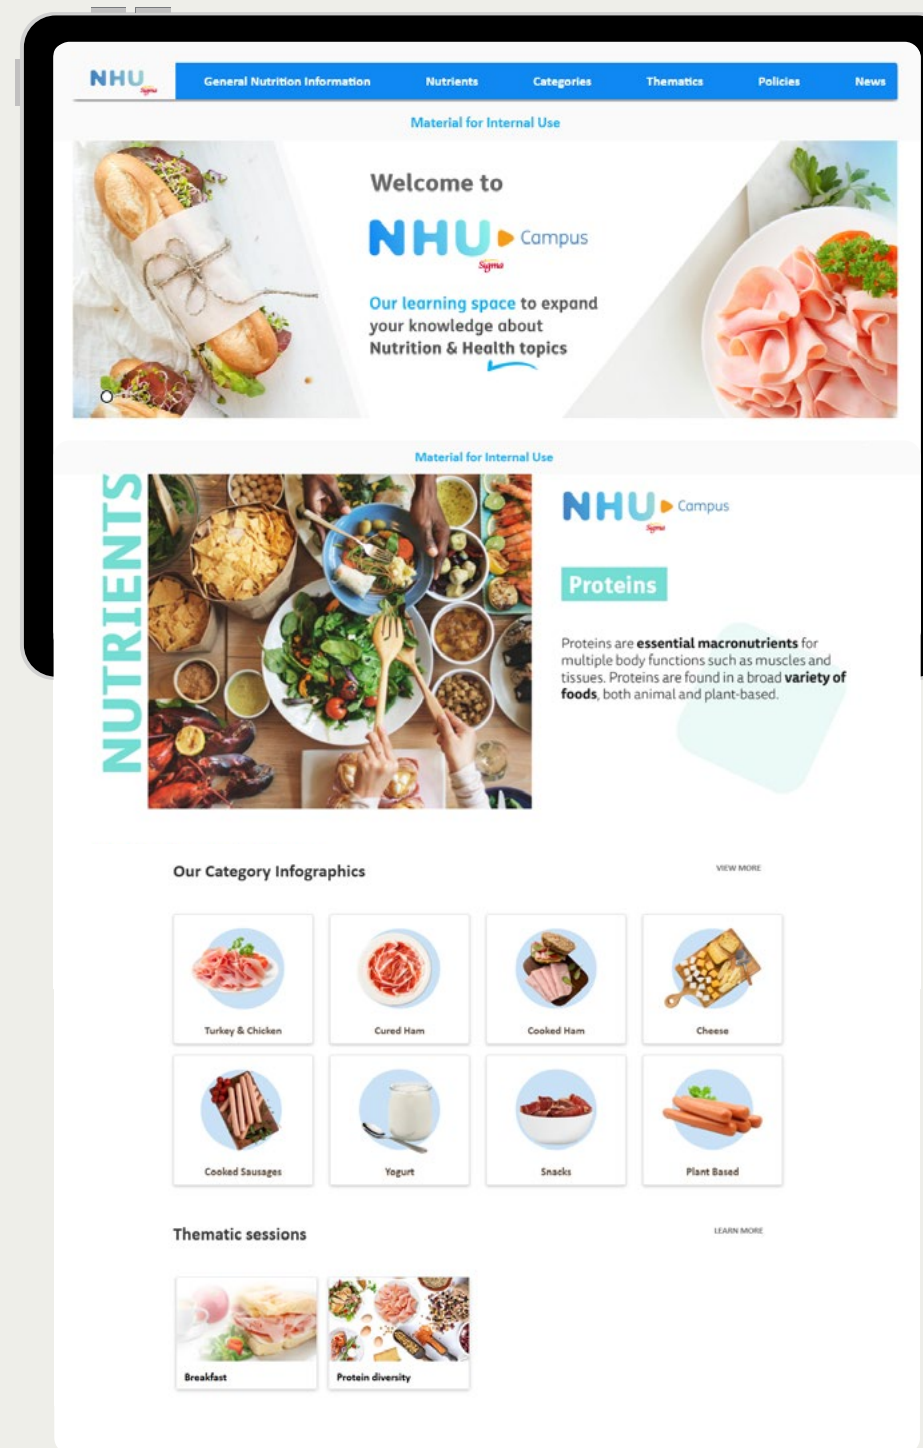 NHU
Sigma
General Nutrition Information Nutrients Categories Thematics Policies News
Material for Internal Use
Welcome to
NHU Campus
Sigma
Our learning space to expand
your knowledge about
Nutrition & Health topics
Material for Internal Use
NUTRIENTS
NHU Campus
Sigma
Proteins
Proteins are essential macronutrients for
multiple body functions such as muscles and
tissues. Proteins are found in a broad variety of
foods, both animal and plant-based.
Our Category Infographics
VIEW MORE
Turkey & Chicken Cured Ham Cooked Ham Cheese
Cooked Sausages Yogurt Snacks Plant Based
Thematic sessions
LEARN MORE
Breakfast Protein diversity